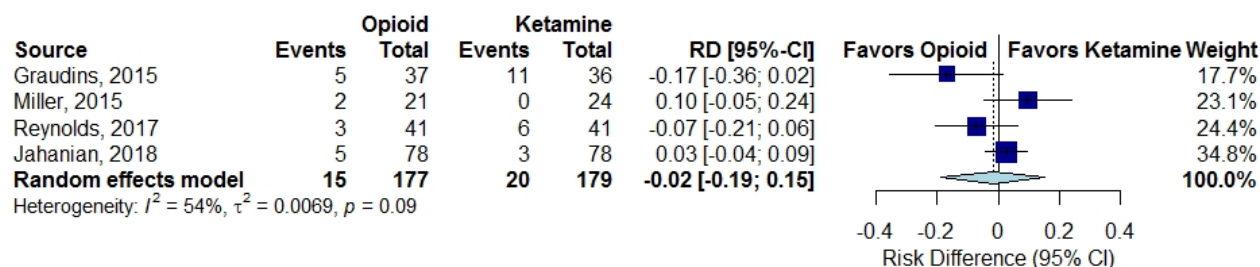 Opioid Ketamine
Source Events Total Events Total RD [95%-CI] Favors Opioid Favors Ketamine Weight
Graudins, 2015 5 37 11 36 -0.17 [-0.36; 0.02] 17.7%
Miller, 2015 2 21 0 24 0.10 [-0.05; 0.24] 23.1%
Reynolds, 2017 3 41 6 41 -0.07 [-0.21; 0.06] 24.4%
Jahanian, 2018 5 78 3 78 0.03 [-0.04; 0.09] 34.8%
Random effects model 15 177 20 179 -0.02 [-0.19; 0.15] 100.0%
Heterogeneity: I² = 54%, τ² = 0.0069, p = 0.09
-0.4 -0.2 0 0.2 0.4
Risk Difference (95% CI)